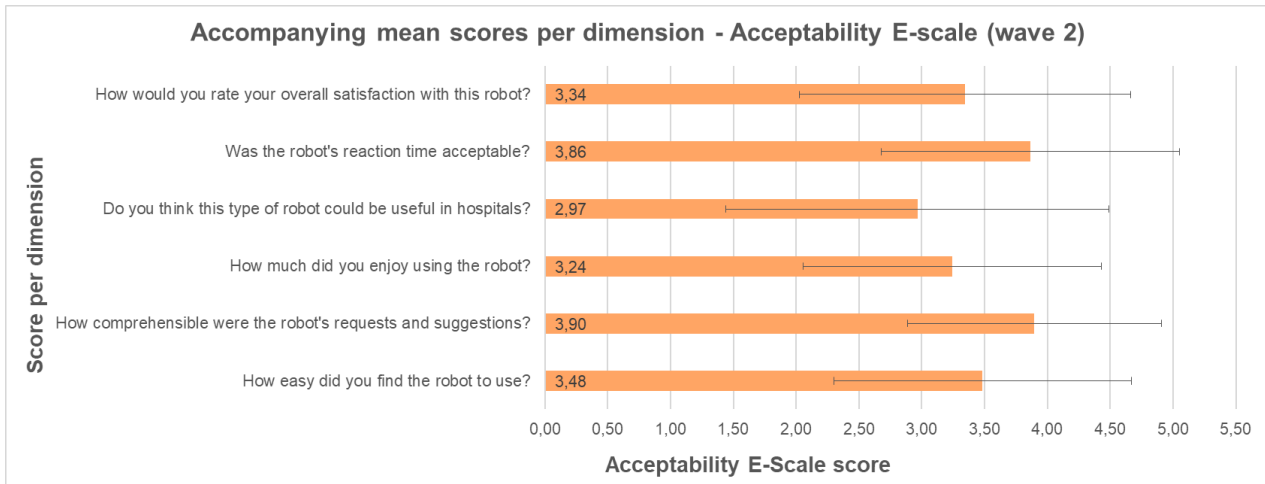 Accompanying mean scores per dimension - Acceptability E-scale (wave 2)
Score per dimension
How would you rate your overall satisfaction with this robot?
3,34
Was the robot's reaction time acceptable?
3,86
Do you think this type of robot could be useful in hospitals?
2,97
How much did you enjoy using the robot?
3,24
How comprehensible were the robot's requests and suggestions?
3,90
How easy did you find the robot to use?
3,48
0,00 0,50 1,00 1,50 2,00 2,50 3,00 3,50 4,00 4,50 5,00 5,50
Acceptability E-Scale score